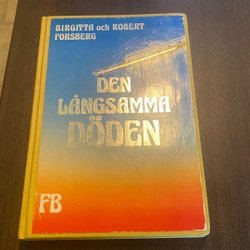 BIRGITTA och ROBERT
FORSBERG
DEN
LÅNGSAMMA
DÖDEN
FB